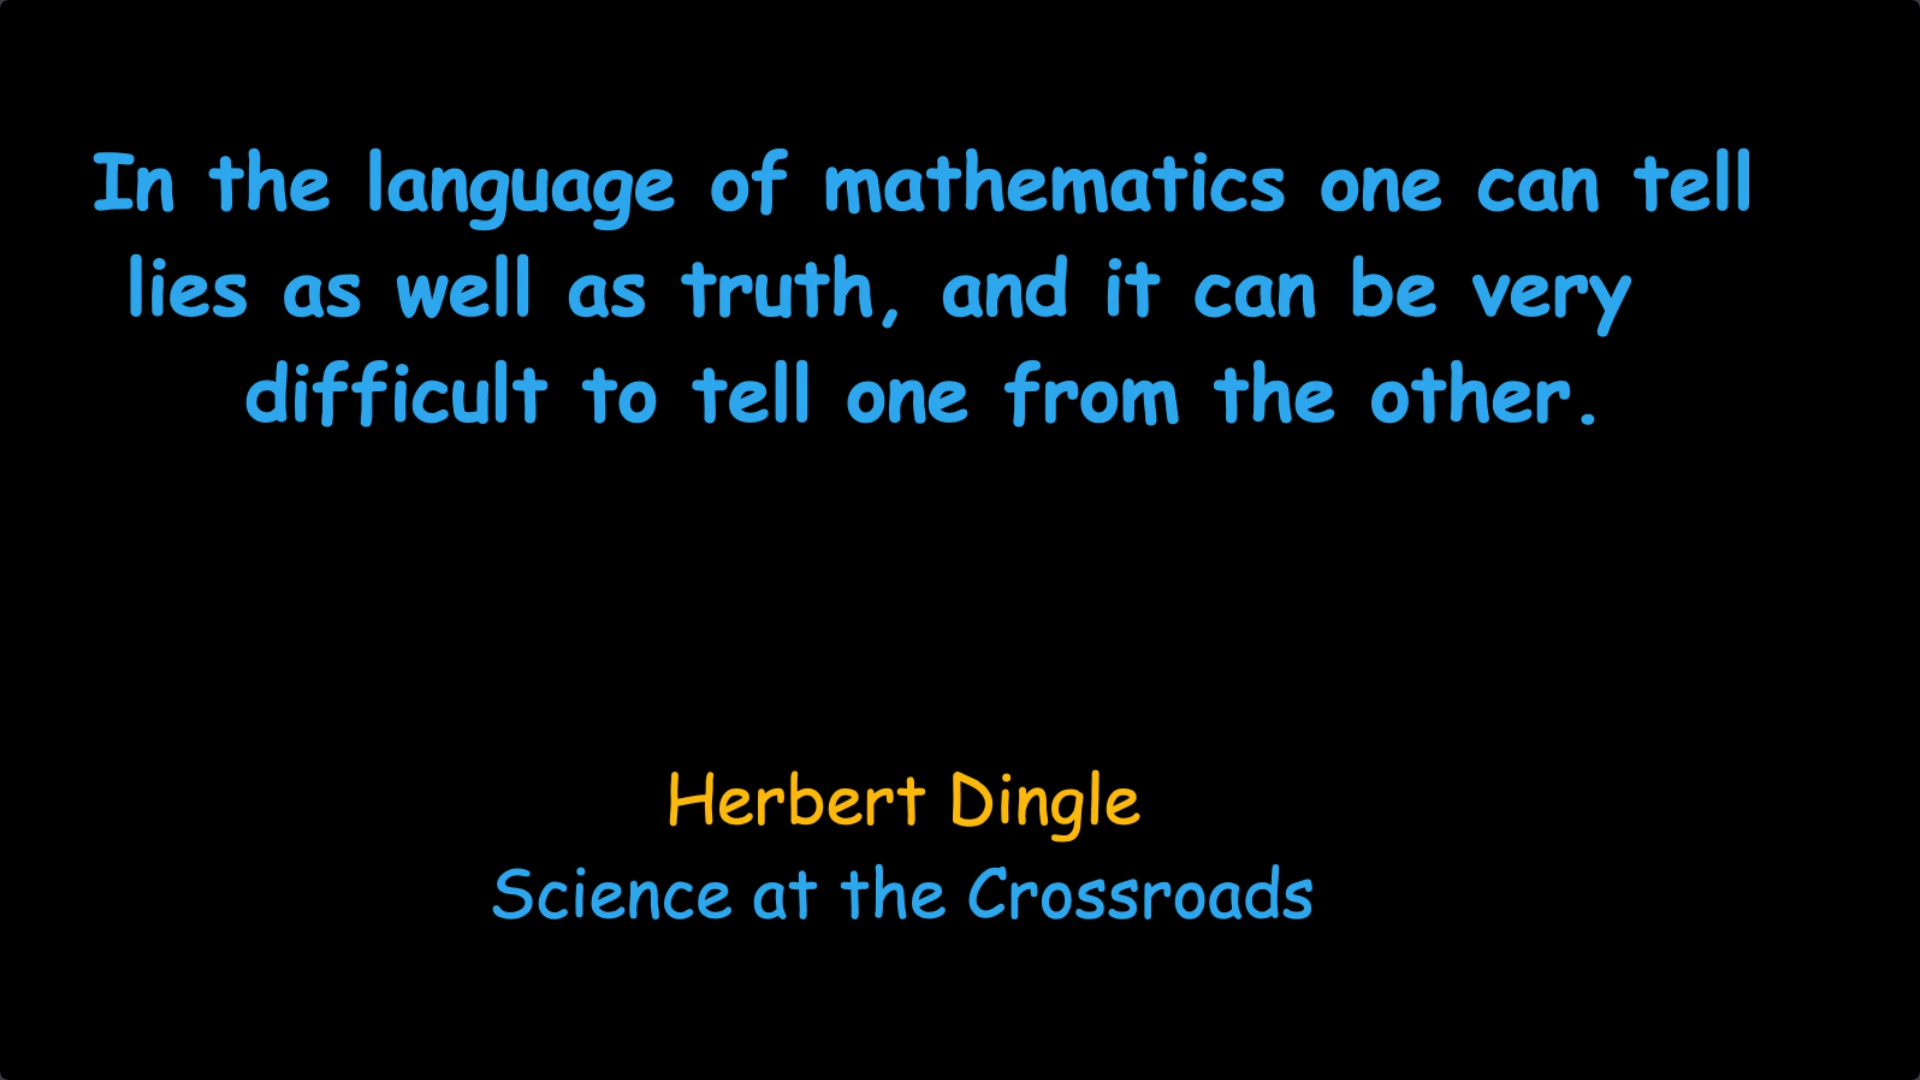 In the language of mathematics one can tell
lies as well as truth, and it can be very
difficult to tell one from the other.
Herbert Dingle
Science at the Crossroads